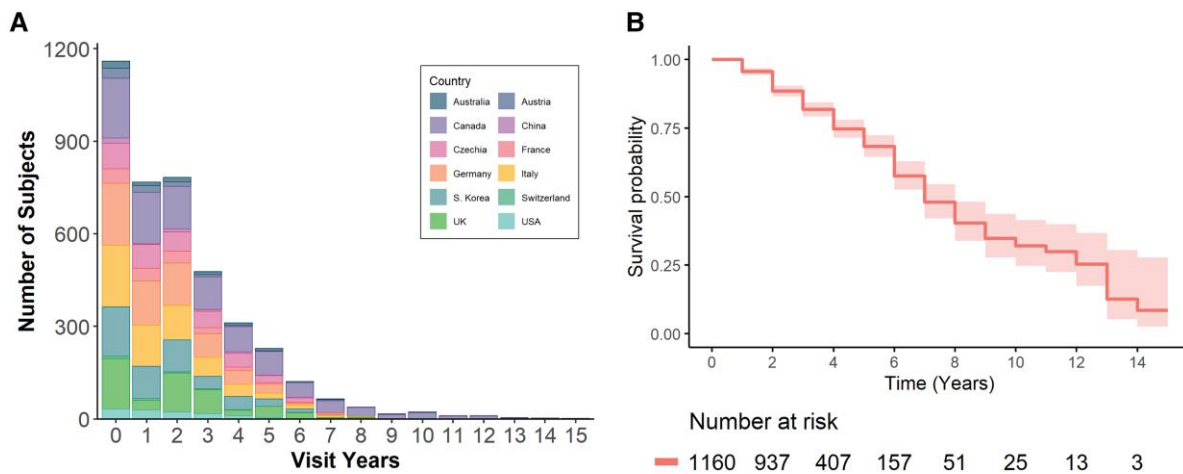 A
1200
900
600
300
0
Number of Subjects
Country
Australia Austria
Canada China
Czechia France
Germany Italy
S. Korea Switzerland
UK USA
0 1 2 3 4 5 6 7 8 9 10 11 12 13 14 15
Visit Years
B
1.00
0.75
0.50
0.25
0.00
Survival probability
0 2 4 6 8 10 12 14
Time (Years)
Number at risk
1160 937 407 157 51 25 13 3